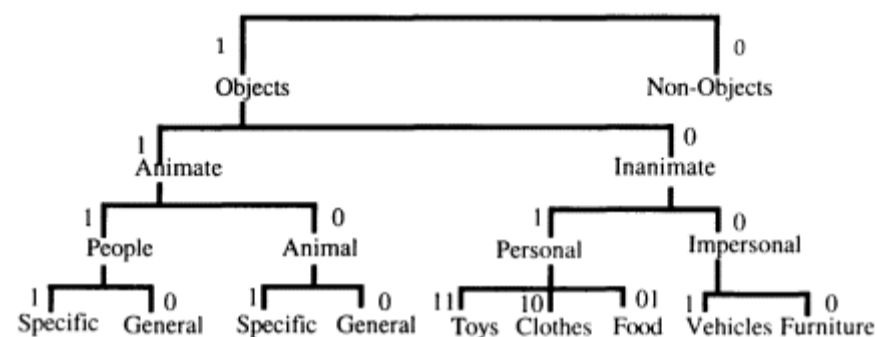 1 0
Objects Non-Objects
1 0
Animate Inanimate
1 0 1 0
People Animal Personal Impersonal
1 0 1 0 11 10 01 1 0
Specific General Specific General Toys Clothes Food Vehicles Furniture